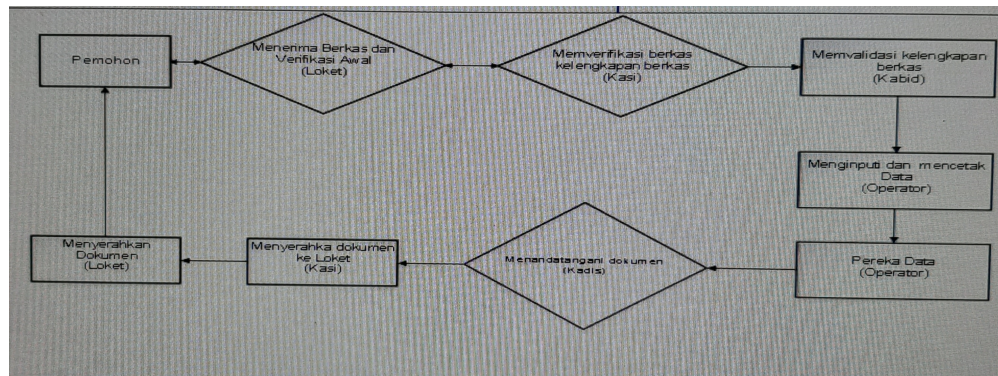 Pemohon
Menerima Berkas dan
Verifikasi Awal
(Loket)
Memverifikasi berkas
kelengkapan berkas
(Kasi)
Memvalidasi kelengkapan
berkas
(Kabid)
Menginputi dan mencetak
Data
(Operator)
Pereka Data
(Operator)
Menandatangani dokumen
(Kadis)
Menyerahka dokumen
ke Loket
(Kasi)
Menyerahkan
Dokumen
(Loket)